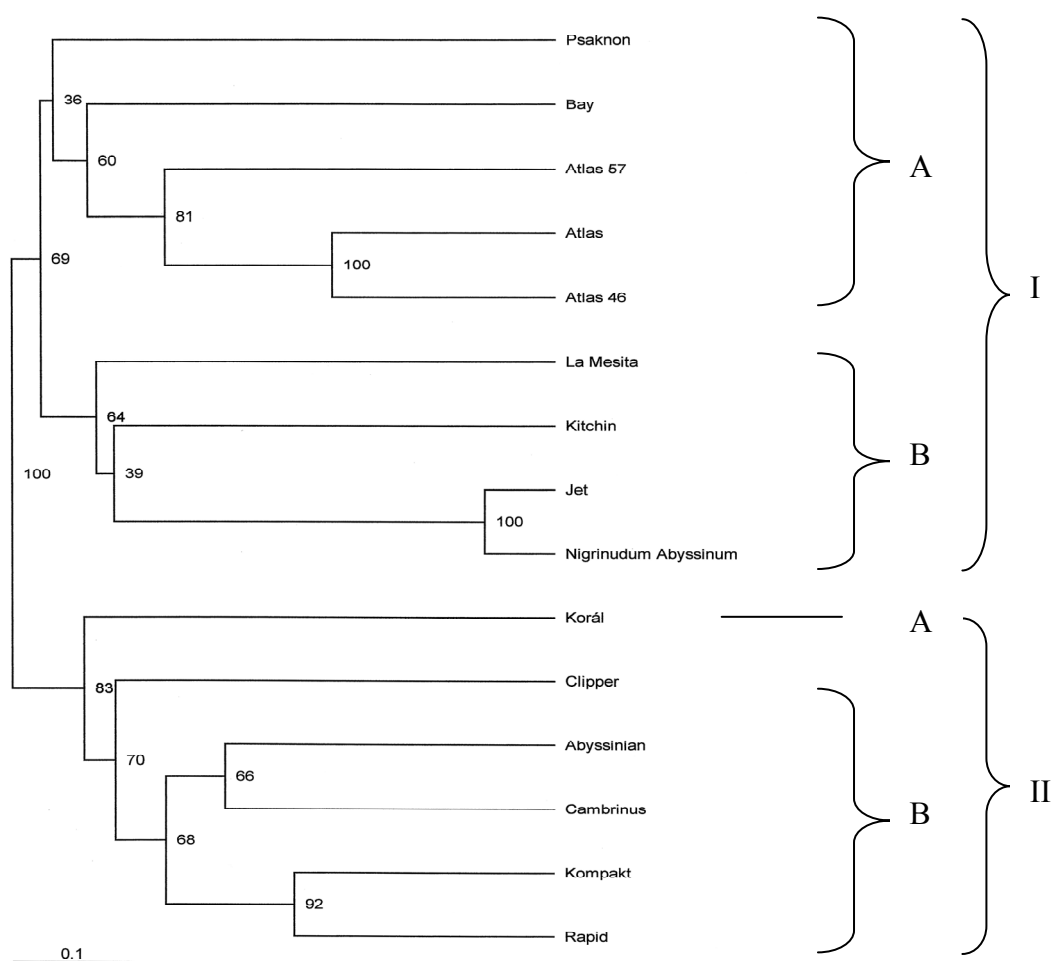 Psaknon
36
Bay
60
Atlas 57
A
81
Atlas
69
100
Atlas 46
I
La Mesita
64
Kitchin
B
100
39
Jet
100
Nigrinudum Abyssinum
Korál
A
Clipper
83
70
Abyssinian
66
II
Cambrinus
B
68
Kompakt
92
Rapid
0.1